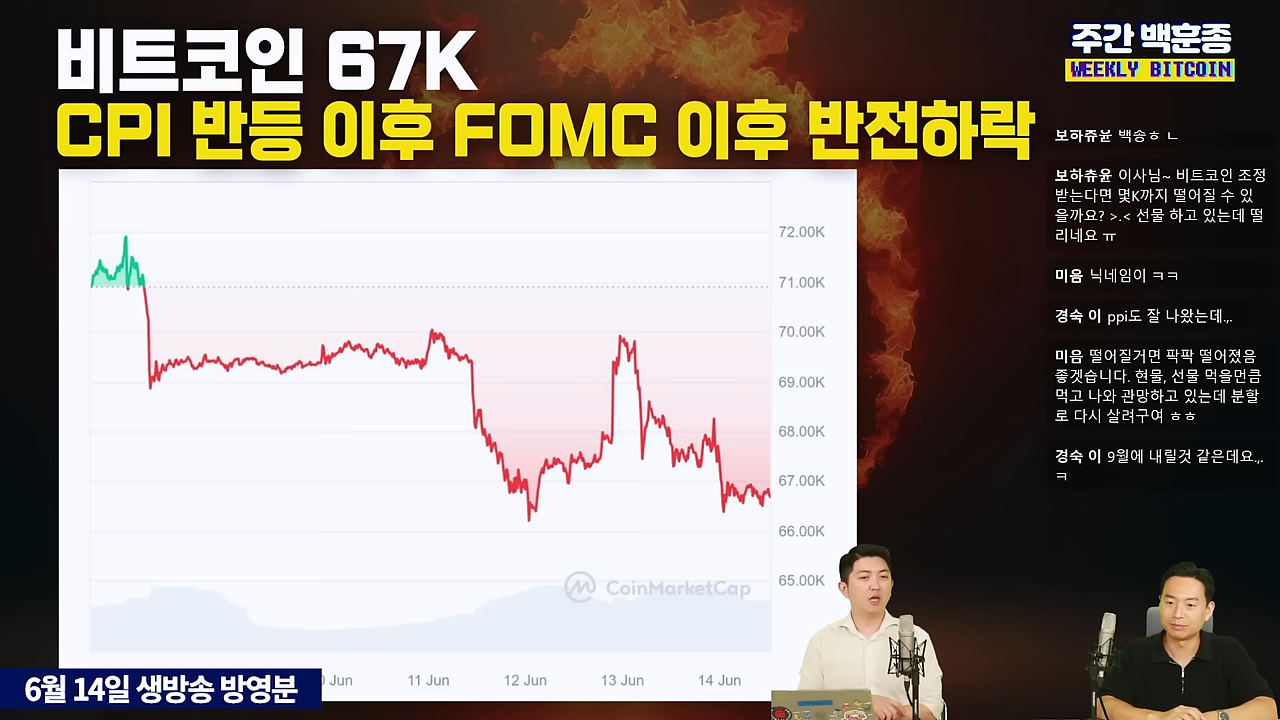 비트코인 67K
CPI 반등 이후 FOMC 이후 반전하락
주간 백훈종
WEEKLY BITCOIN
보하쥬윤 백송ㅎ ㄴ
보하쥬윤 이사님~ 비트코인 조정
받는다면 몇K까지 떨어질 수 있
을까요? >.< 선물 하고 있는데 떨
리네요 ㅠ
미음 닉네임이 ㅋㅋ
경숙 이 ppi도 잘 나왔는데,,.
미음 떨어질거면 팍팍 떨어졌음
좋겟습니다. 현물, 선물 먹을먼큼
먹고 나와 관망하고 있는데 분할
로 다시 살려구여 ㅎㅎ
경숙 이 9월에 내릴것 같은데요.,.
ㅋ
72.00K
71.00K
70.00K
69.00K
68.00K
67.00K
66.00K
65.00K
CoinMarketCap
0 Jun
11 Jun
12 Jun
13 Jun
14 Jun
6월 14일 생방송 방영분